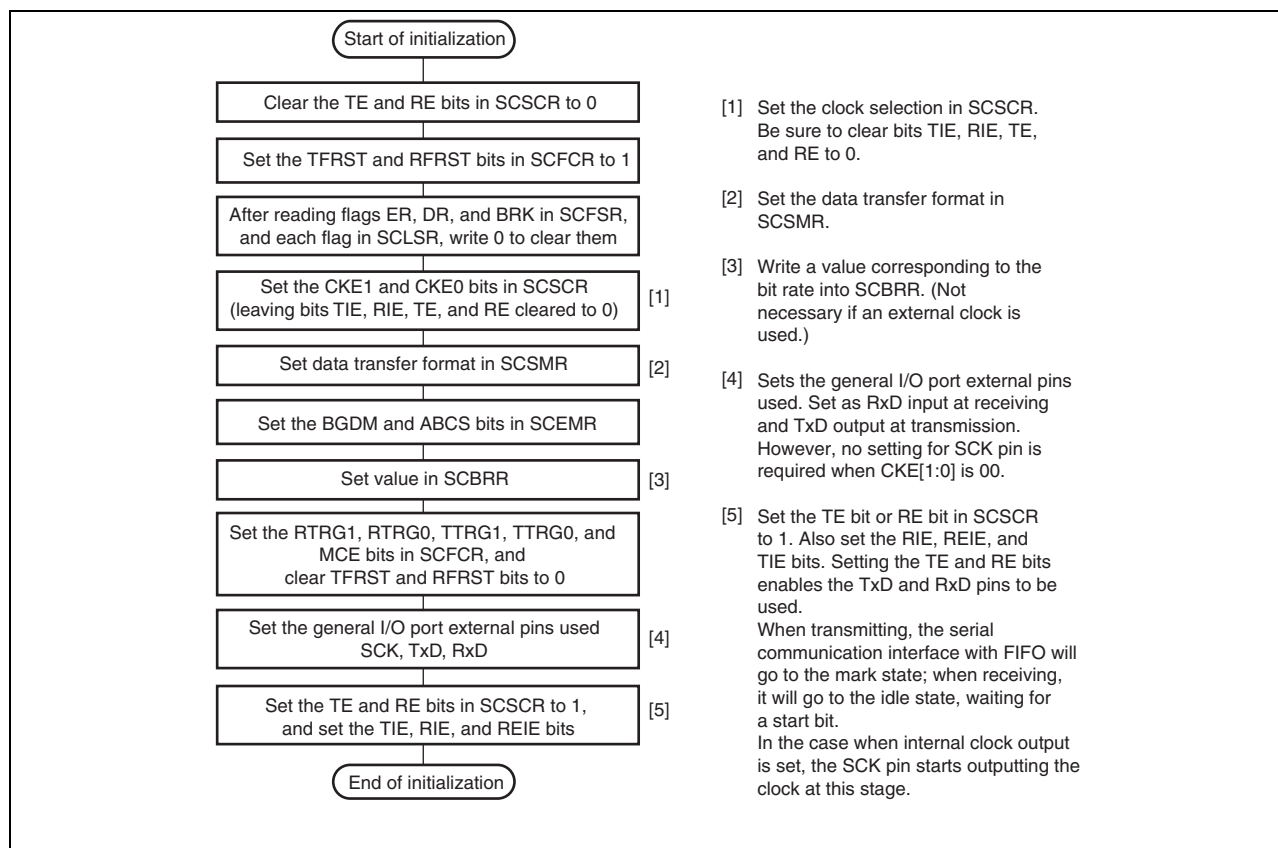 Start of initialization
Clear the TE and RE bits in SCSCR to 0
Set the TFRST and RFRST bits in SCFCR to 1
After reading flags ER, DR, and BRK in SCFSR,
and each flag in SCLSR, write 0 to clear them
Set the CKE1 and CKE0 bits in SCSCR
(leaving bits TIE, RIE, TE, and RE cleared to 0)
[1]
Set data transfer format in SCSMR
[2]
Set the BGDM and ABCS bits in SCEMR
Set value in SCBRR
[3]
Set the RTRG1, RTRG0, TTRG1, TTRG0, and
MCE bits in SCFCR, and
clear TFRST and RFRST bits to 0
Set the general I/O port external pins used
SCK, TxD, RxD
[4]
Set the TE and RE bits in SCSCR to 1,
and set the TIE, RIE, and REIE bits
[5]
End of initialization
[1] Set the clock selection in SCSCR.
Be sure to clear bits TIE, RIE, TE,
and RE to 0.
[2] Set the data transfer format in
SCSMR.
[3] Write a value corresponding to the
bit rate into SCBRR. (Not
necessary if an external clock is
used.)
[4] Sets the general I/O port external pins
used. Set as RxD input at receiving
and TxD output at transmission.
However, no setting for SCK pin is
required when CKE[1:0] is 00.
[5] Set the TE bit or RE bit in SCSCR
to 1. Also set the RIE, REIE, and
TIE bits. Setting the TE and RE bits
enables the TxD and RxD pins to be
used.
When transmitting, the serial
communication interface with FIFO will
go to the mark state; when receiving,
it will go to the idle state, waiting for
a start bit.
In the case when internal clock output
is set, the SCK pin starts outputting the
clock at this stage.